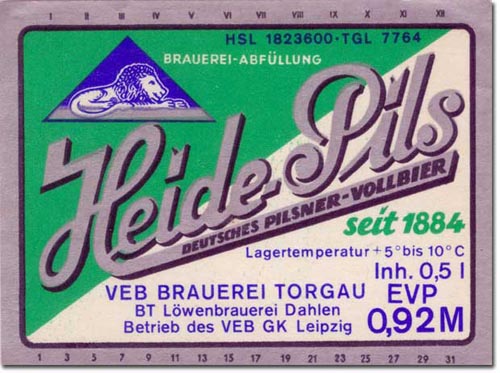 I II III IV V VI VII VIII IX X XI XII
HSL 1823600·TGL 7764
BRAUEREI-ABFÜLLUNG
Heide-Pils
DEUTSCHES PILSNER-VOLLBIER
seit 1884
Lagertemperatur +5° bis 10°C
Inh. 0,5 l
VEB BRAUEREI TORGAU
EVP
BT Löwenbrauerei Dahlen
0,92 M
Betrieb des VEB GK Leipzig
1 3 5 7 9 11 13 15 17 19 21 23 25 27 29 31